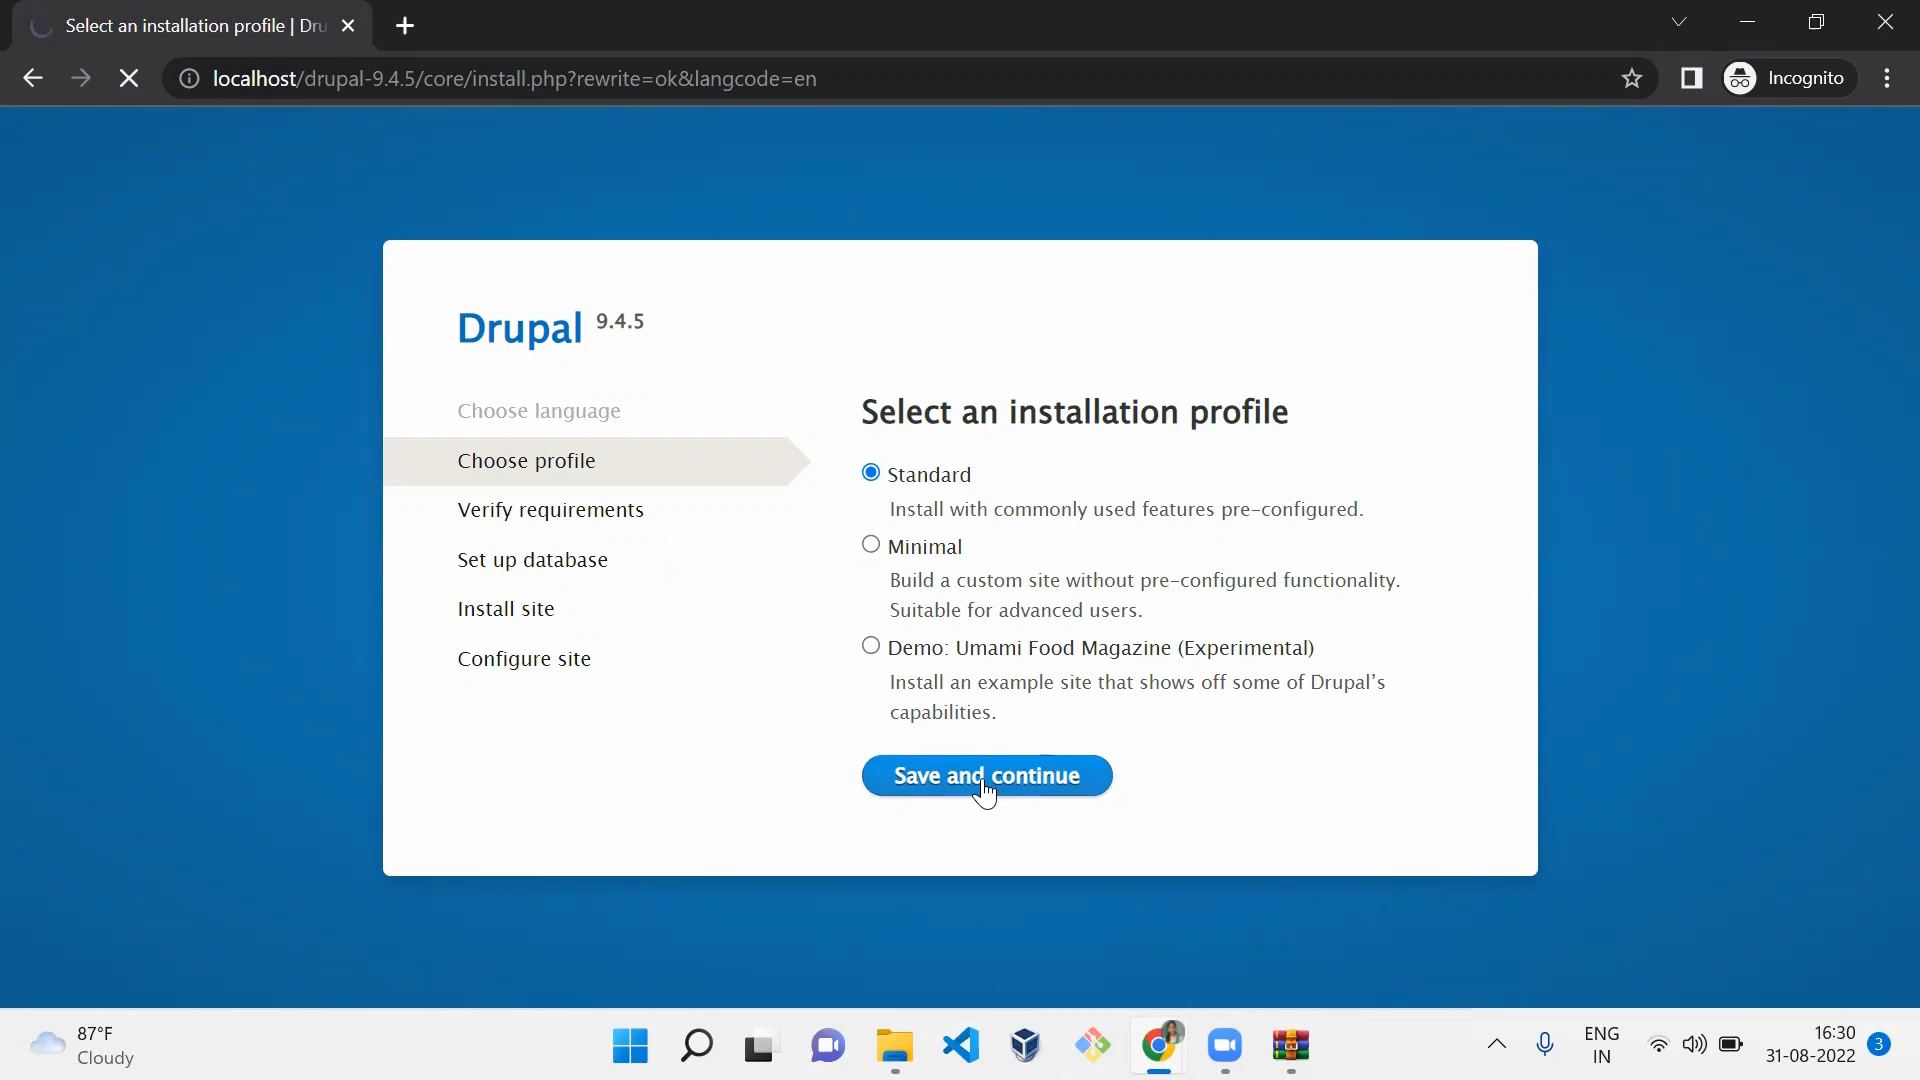 Select an installation profile | Dru
localhost/drupal-9.4.5/core/install.php?rewrite=ok&langcode=en
Incognito
Drupal 9.4.5
Choose language
Choose profile
Verify requirements
Set up database
Install site
Configure site
Select an installation profile
Standard
Install with commonly used features pre-configured.
Minimal
Build a custom site without pre-configured functionality.
Suitable for advanced users.
Demo: Umami Food Magazine (Experimental)
Install an example site that shows off some of Drupal's
capabilities.
Save and continue
87°F
Cloudy
ENG
IN
16:30
31-08-2022
3